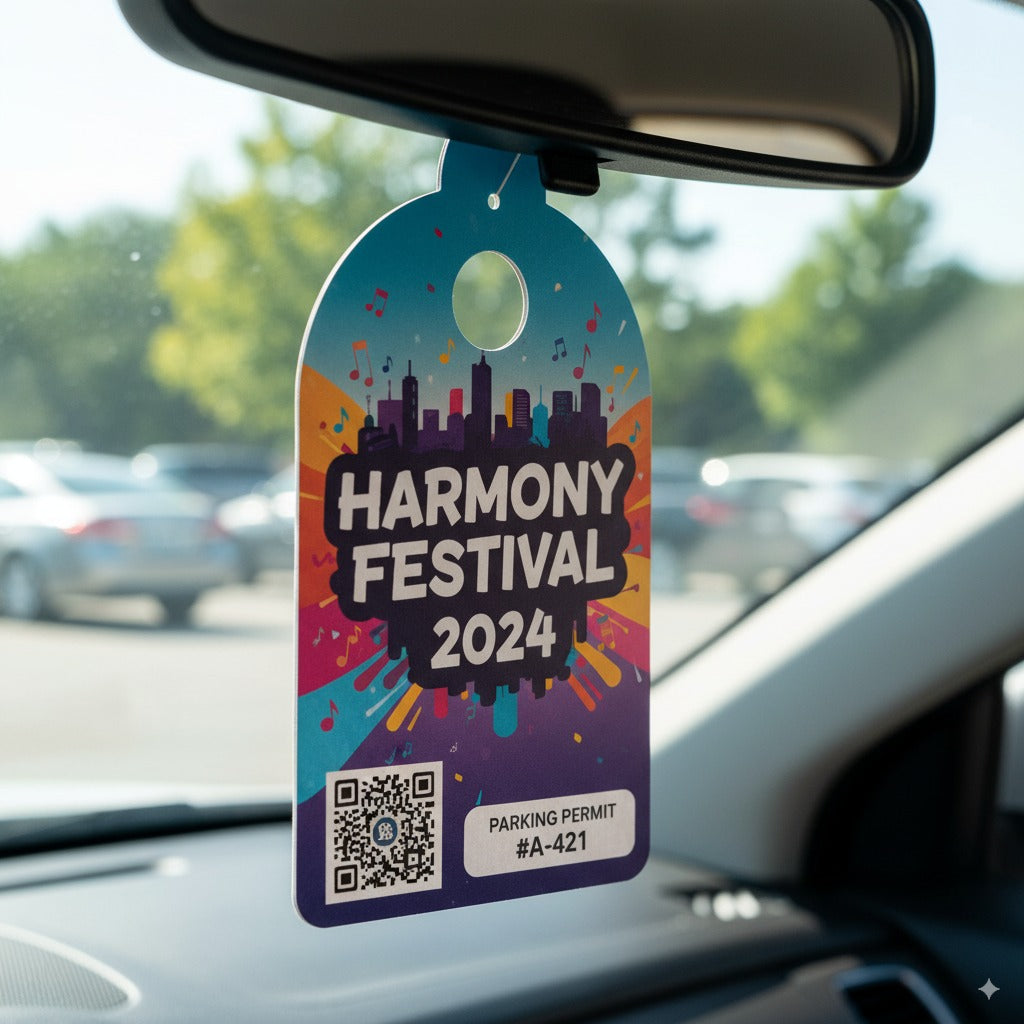 HARMONY
FESTIVAL
2024
PARKING PERMIT
#A-421